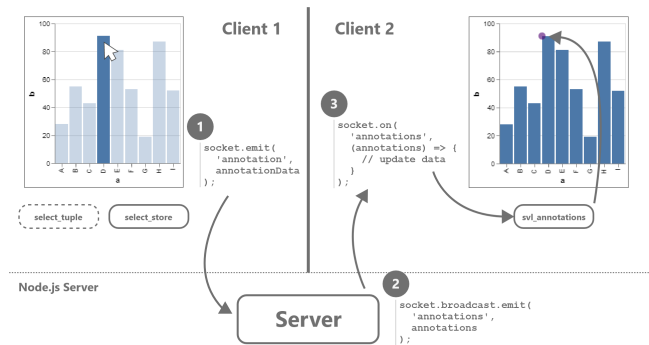 Client 1
Client 2
100
80
60
40
20
0
b
A B C D E F G H I
a
1
socket.emit(
'annotation',
annotationData
);
select_tuple
select_store
3
socket.on(
'annotations',
(annotations) => {
// update data
}
);
100
80
60
40
20
0
b
A B C D E F G H I
a
svl_annotations
Node.js Server
Server
2
socket.broadcast.emit(
'annotations',
annotations
);